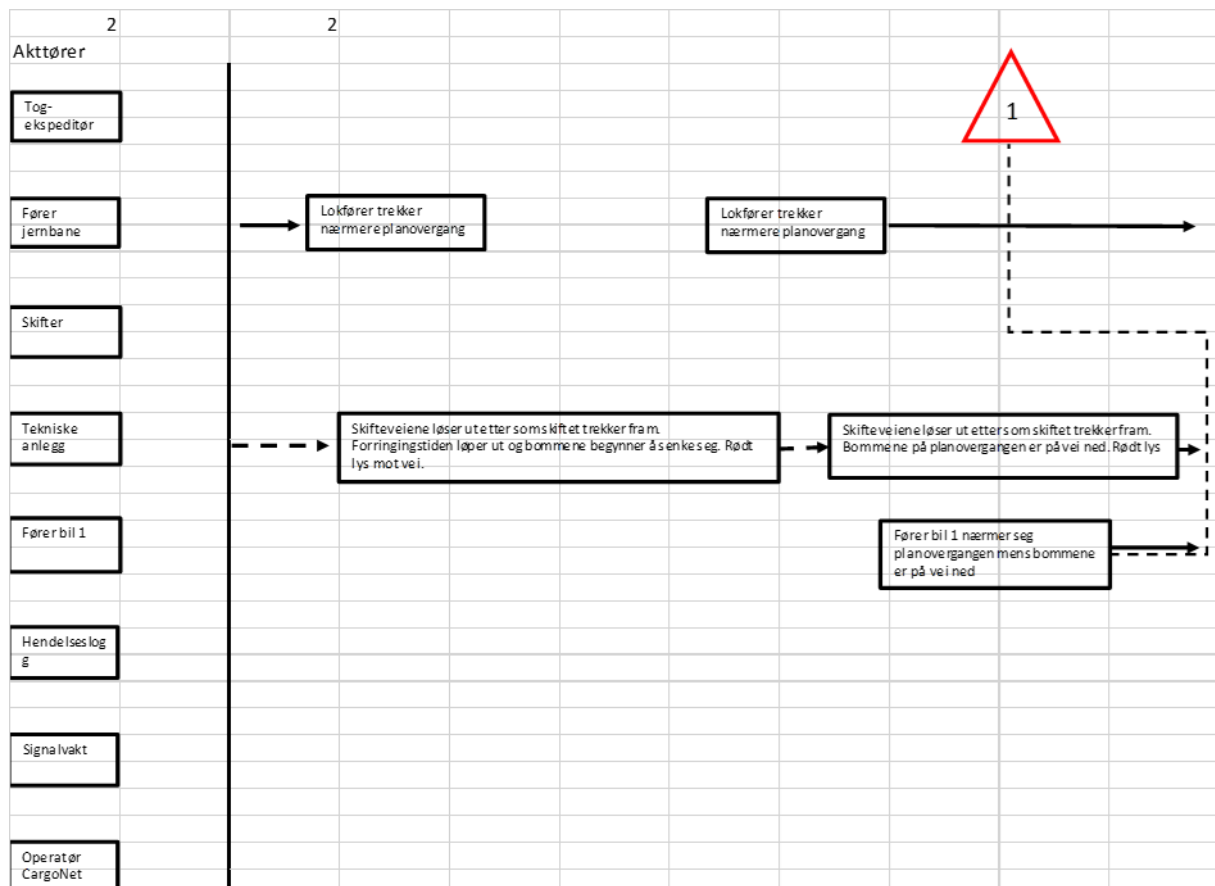 2
2
Akttører
Tog-
ekspeditør
1
Fører
jernbane
Lokfører trekker
nærmere planovergang
Lokfører trekker
nærmere planovergang
Skifter
Tekniske
anlegg
Skifteveiene løser ut etter som skiftet trekker fram.
Forringingstiden løper ut og bommene begynner å senke seg. Rødt
lys mot vei.
Skifteveiene løser ut etter som skiftet trekker fram.
Bommene på planovergangen er på vei ned. Rødt lys
Fører bil 1
Fører bil 1 nærmer seg
planovergangen mens bommene
er på vei ned
Hendelseslog
g
Signalvakt
Operatør
CargoNet